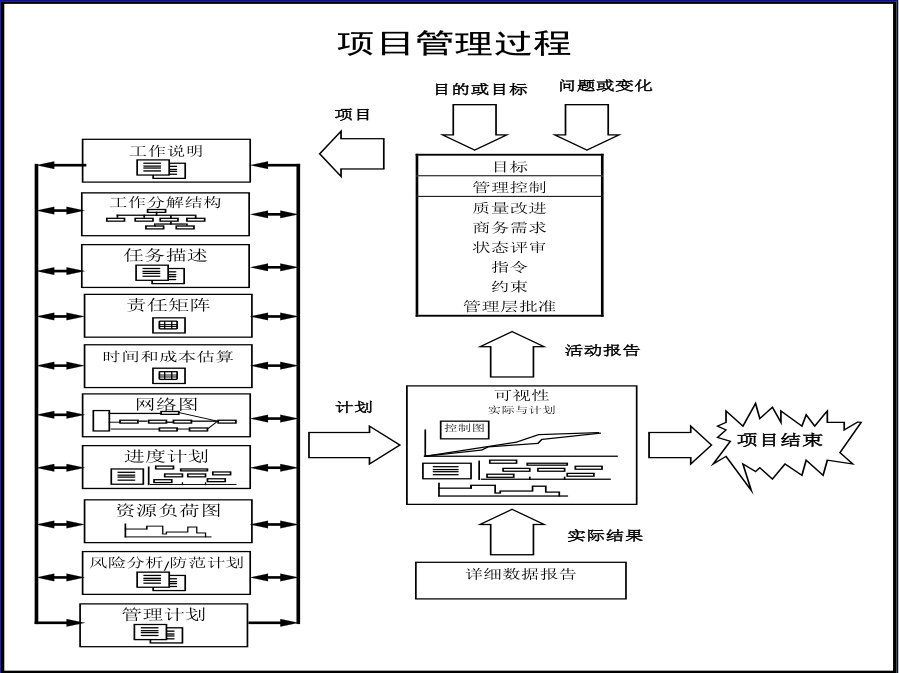 项目管理过程
目的或目标
问题或变化
项目
工作说明
工作分解结构
任务描述
责任矩阵
时间和成本估算
网络图
进度计划
资源负荷图
风险分析/防范计划
管理计划
目标
管理控制
质量改进
商务需求
状态评审
指令
约束
管理层批准
活动报告
计划
可视性
实际与计划
控制图
项目结束
实际结果
详细数据报告